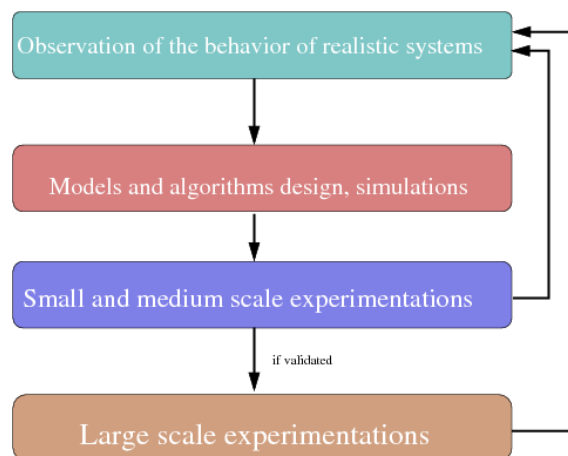 Observation of the behavior of realistic systems
Models and algorithms design, simulations
Small and medium scale experimentations
if validated
Large scale experimentations